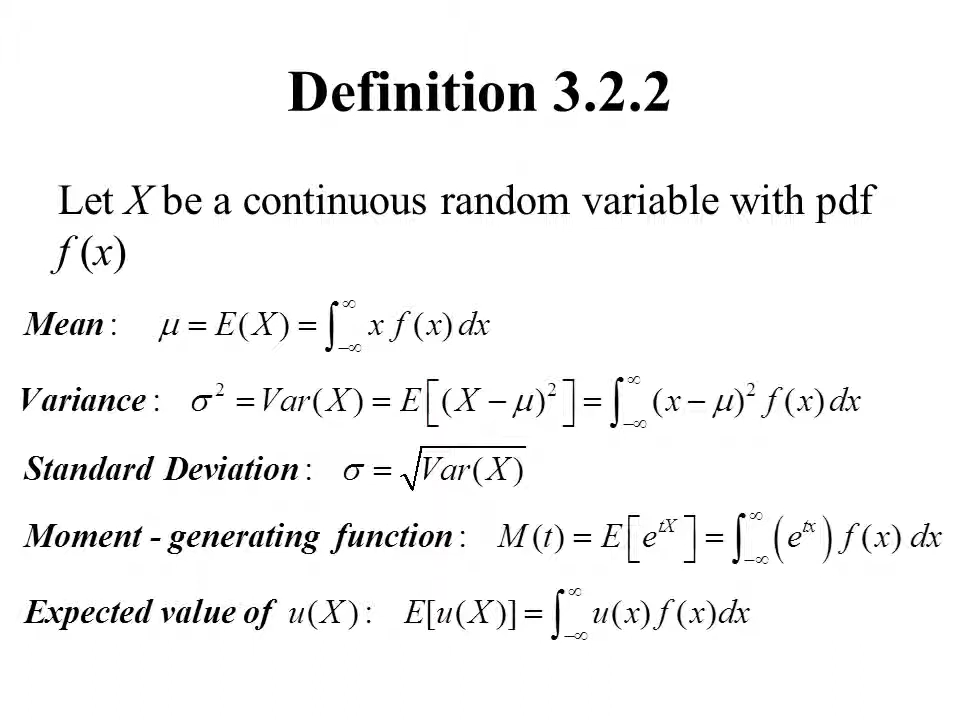 Definition 3.2.2
Let X be a continuous random variable with pdf
f (x)
Mean: μ = E(X) = ∫_{−∞}^{∞} x f(x) dx
Variance: σ² = Var(X) = E[(X − μ)²] = ∫_{−∞}^{∞} (x − μ)² f(x) dx
Standard Deviation: σ = √Var(X)
Moment - generating function: M(t) = E[e^{tX}] = ∫_{−∞}^{∞} (e^{tx}) f(x) dx
Expected value of u(X): E[u(X)] = ∫_{−∞}^{∞} u(x) f(x)dx